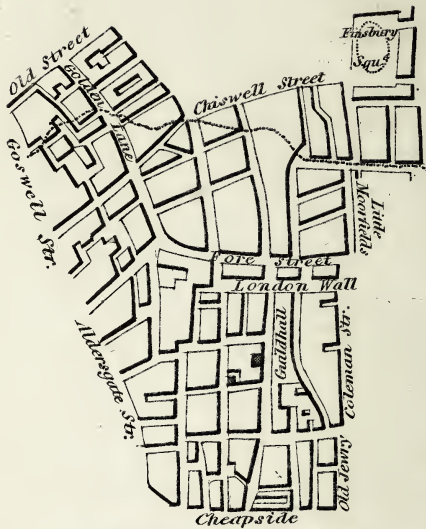 Finsbury
Squ.
Old Street
Golden Lane
Chiswell Street
Goswell Str.
Little Moorfields
Fore Street
London Wall
Aldersgate Str.
Guildhall
Coleman Str.
Old Jewry
Cheapside